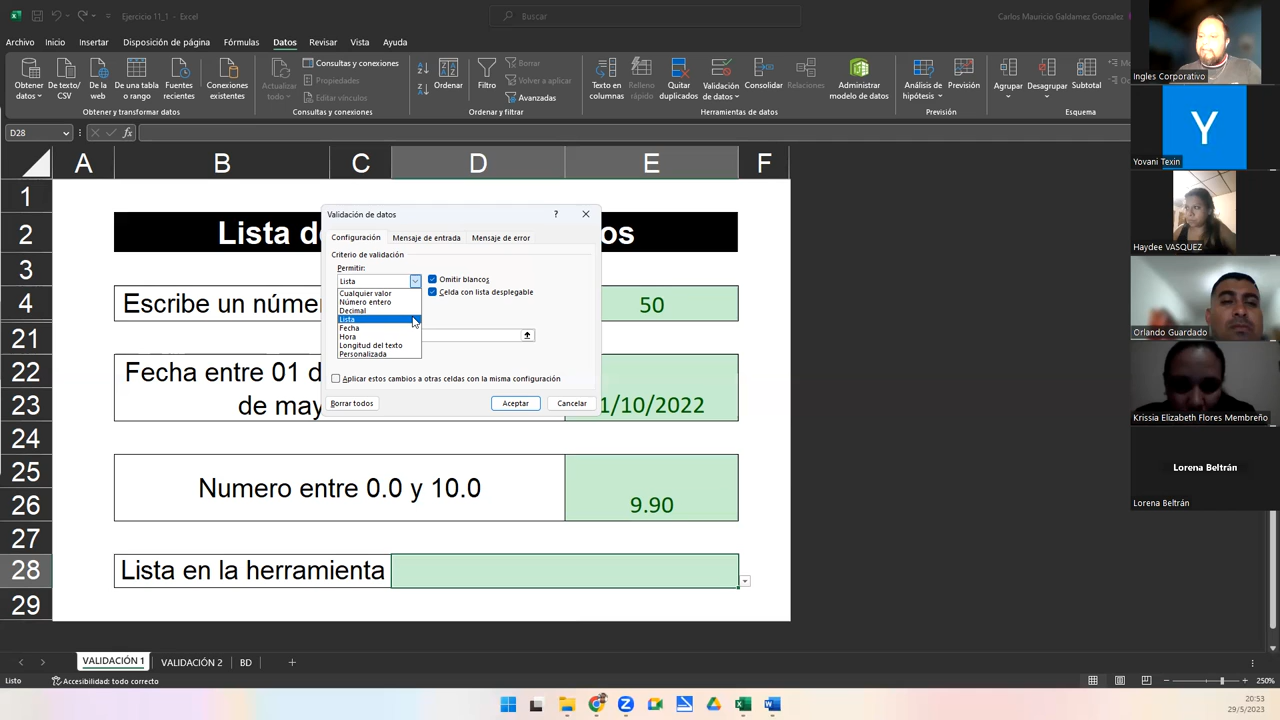 Ejercicio 11_1 - Excel
Buscar
Carlos Mauricio Galdamez Gonzalez
Archivo Inicio Insertar Disposición de página Fórmulas Datos Revisar Vista Ayuda
Obtener datos
De texto/CSV
De la web
De una tabla o rango
Fuentes recientes
Conexiones existentes
Obtener y transformar datos
Actualizar todo
Consultas y conexiones
Propiedades
Editar vínculos
Consultas y conexiones
Ordenar
Filtro
Borrar
Volver a aplicar
Avanzadas
Ordenar y filtrar
Texto en columnas
Relleno rápido
Quitar duplicados
Validación de datos
Consolidar
Relaciones
Administrar modelo de datos
Herramientas de datos
Análisis de hipótesis
Previsión
Previsión
Agrupar
Desagrupar
Subtotal
Esquema
D28
fx
A B C D E F
1
2
3
4
21
22
23
24
25
26
27
28
29
Lista d
os
Escribe un núme
50
Fecha entre 01 d
de may
1/10/2022
Numero entre 0.0 y 10.0
9.90
Lista en la herramienta
Validación de datos
?
Configuración Mensaje de entrada Mensaje de error
Criterio de validación
Permitir:
Lista
Omitir blancos
Celda con lista desplegable
Cualquier valor
Número entero
Decimal
Lista
Fecha
Hora
Longitud del texto
Personalizada
Aplicar estos cambios a otras celdas con la misma configuración
Borrar todos Aceptar Cancelar
VALIDACIÓN 1 VALIDACIÓN 2 BD
Listo
Accesibilidad: todo correcto
250%
20:53
29/5/2023
Ingles Corporativo
Y
Yovani Texin
Haydee VASQUEZ
Orlando Guardado
Krissia Elizabeth Flores Membreño
Lorena Beltrán
Lorena Beltrán